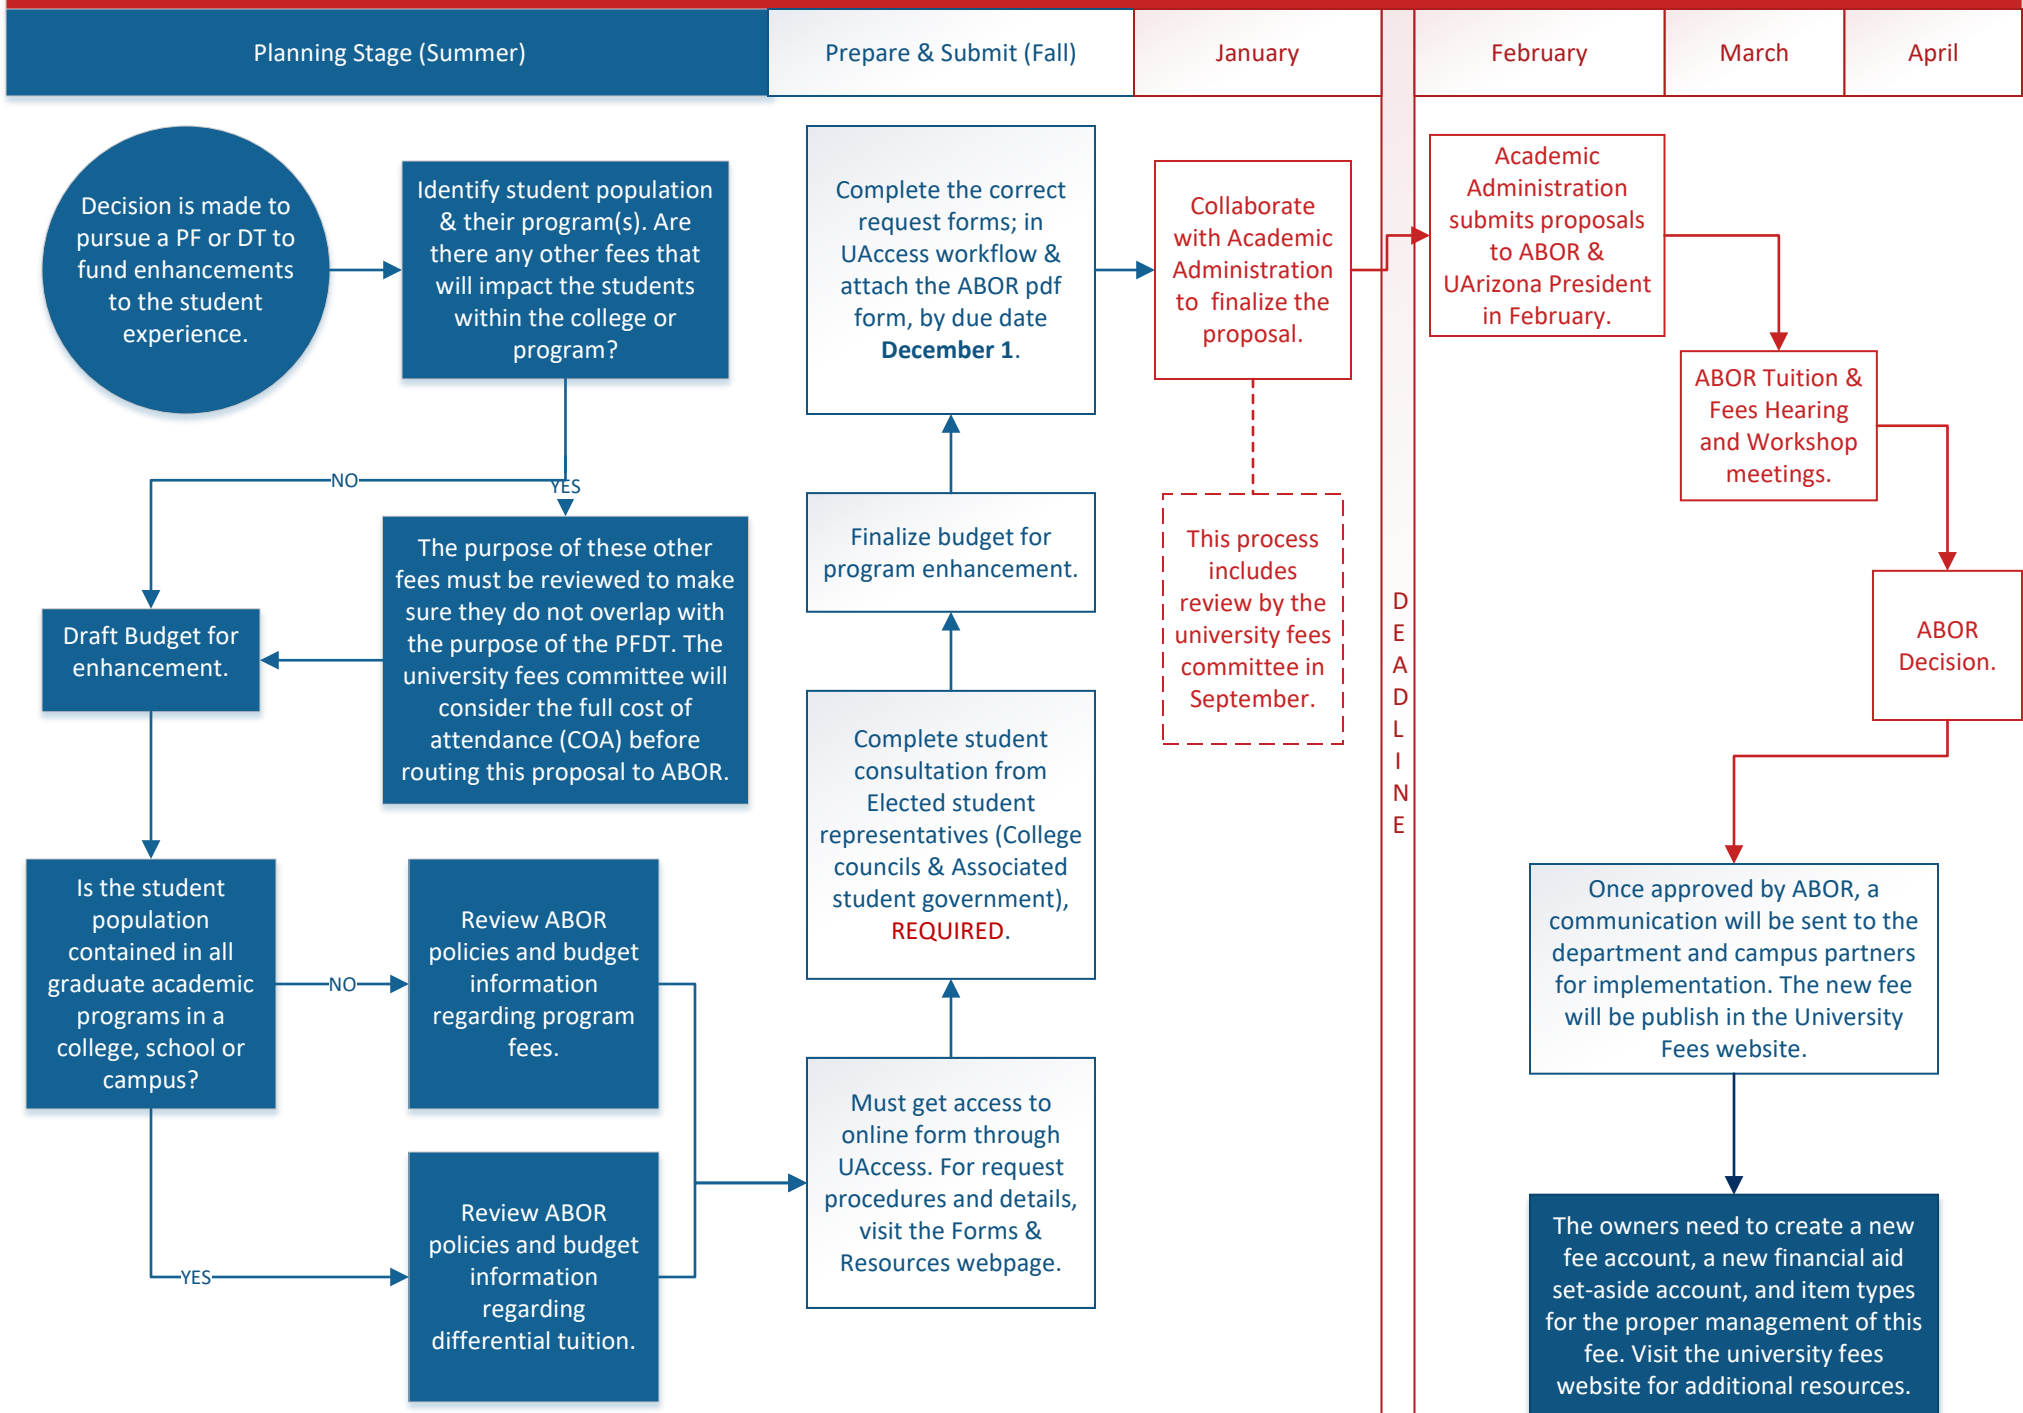 Planning Stage (Summer)
Prepare & Submit (Fall)
January
February
March
April
Decision is made to
pursue a PF or DT to
fund enhancements
to the student
experience.
Identify student population
& their program(s). Are
there any other fees that
will impact the students
within the college or
program?
NO
YES
The purpose of these other
fees must be reviewed to make
sure they do not overlap with
the purpose of the PFDT. The
university fees committee will
consider the full cost of
attendance (COA) before
routing this proposal to ABOR.
Draft Budget for
enhancement.
Is the student
population
contained in all
graduate academic
programs in a
college, school or
campus?
NO
Review ABOR
policies and budget
information
regarding program
fees.
YES
Review ABOR
policies and budget
information
regarding
differential tuition.
Must get access to
online form through
UAccess. For request
procedures and details,
visit the Forms &
Resources webpage.
Complete student
consultation from
Elected student
representatives (College
councils & Associated
student government),
REQUIRED.
Finalize budget for
program enhancement.
Complete the correct
request forms; in
UAccess workflow &
attach the ABOR pdf
form, by due date
December 1.
Collaborate
with Academic
Administration
to  finalize the
proposal.
This process
includes
review by the
university fees
committee in
September.
D
E
A
D
L
I
N
E
Academic
Administration
submits proposals
to ABOR &
UArizona President
in February.
ABOR Tuition &
Fees Hearing
and Workshop
meetings.
ABOR
Decision.
Once approved by ABOR, a
communication will be sent to the
department and campus partners
for implementation. The new fee
will be publish in the University
Fees website.
The owners need to create a new
fee account, a new financial aid
set-aside account, and item types
for the proper management of this
fee. Visit the university fees
website for additional resources.